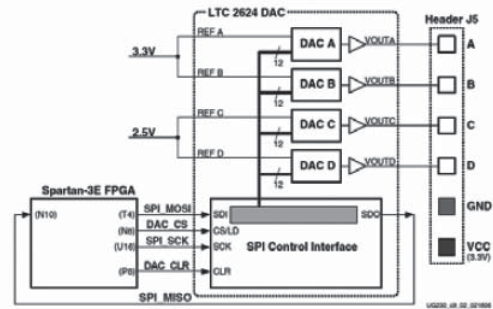 LTC 2624 DAC
Header J5
REF A
DAC A
VOUTA
A
3.3V
12
REF B
DAC B
VOUTB
B
12
REF C
DAC C
VOUTC
C
2.5V
12
REF D
DAC D
VOUTD
D
12
Spartan-3E FPGA
GND
(N10)
(T4)
SPI_MOSI
SDI
SDO
(N8)
DAC_CS
CS/LD
SPI Control Interface
(U16)
SPI_SCK
SCK
VCC
(3.3V)
(P8)
DAC_CLR
CLR
SPI_MISO